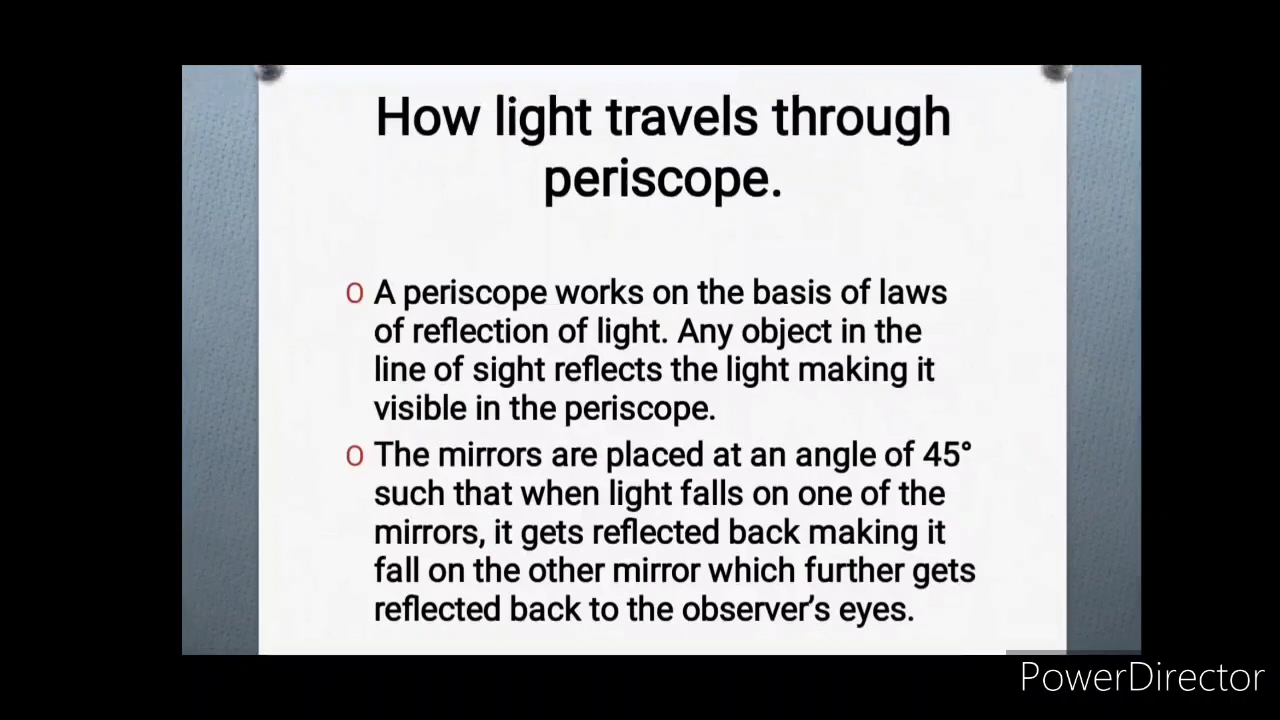 How light travels through
periscope.
O A periscope works on the basis of laws
of reflection of light. Any object in the
line of sight reflects the light making it
visible in the periscope.
O The mirrors are placed at an angle of 45°
such that when light falls on one of the
mirrors, it gets reflected back making it
fall on the other mirror which further gets
reflected back to the observer’s eyes.
PowerDirector